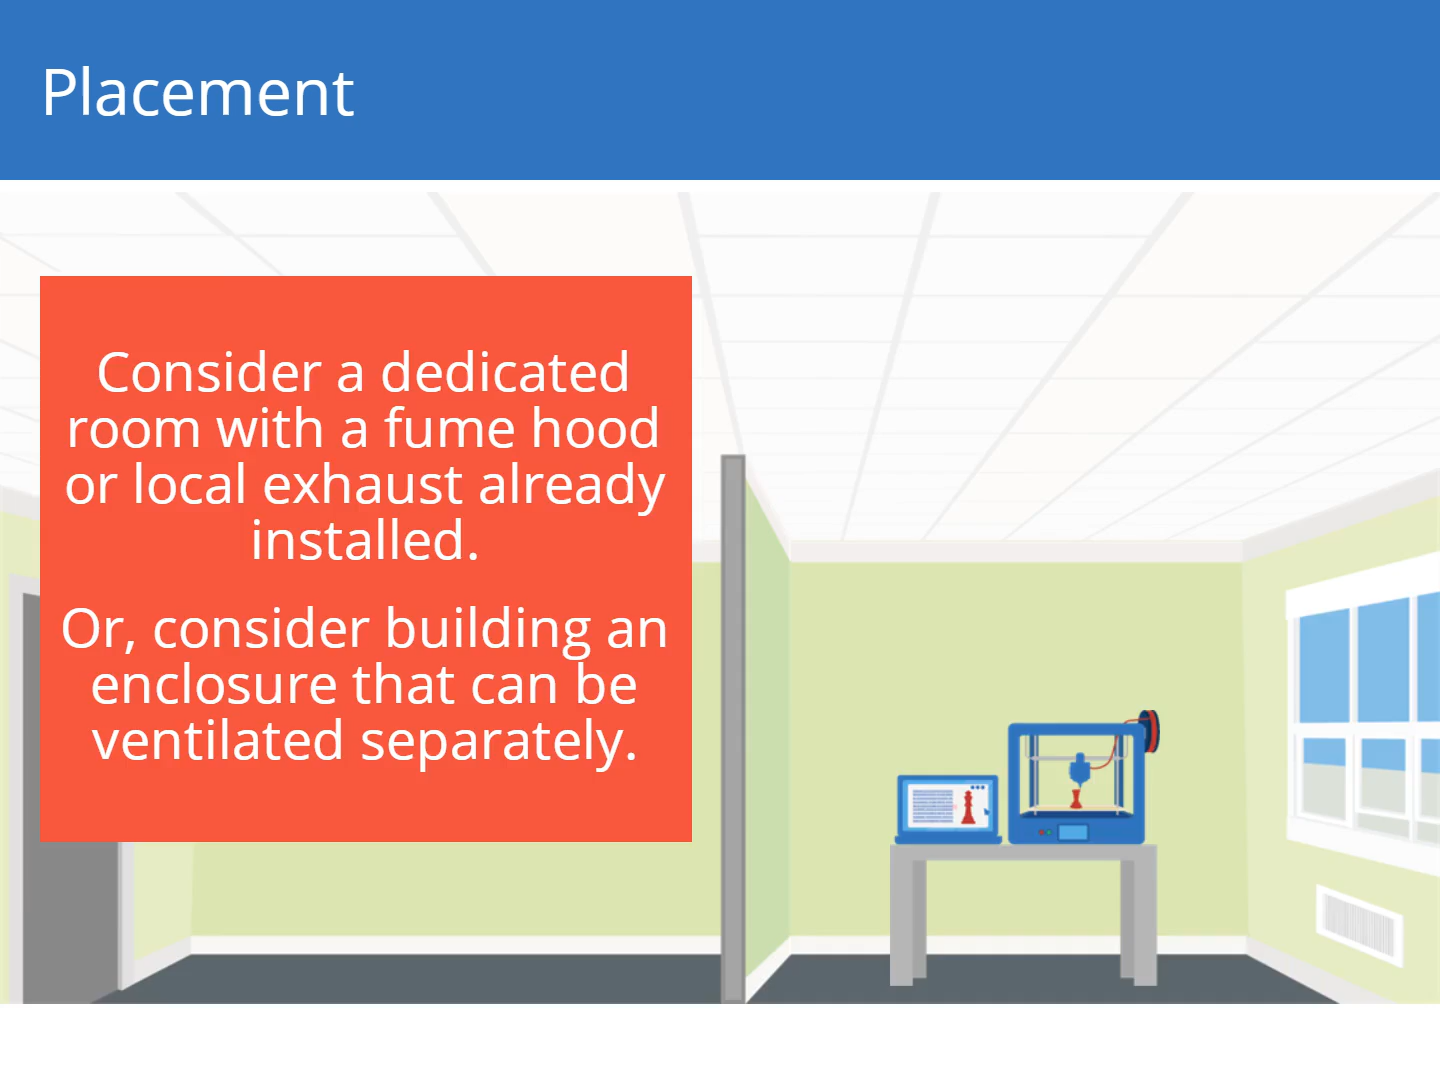 Placement
Consider a dedicated
room with a fume hood
or local exhaust already
installed.
Or, consider building an
enclosure that can be
ventilated separately.